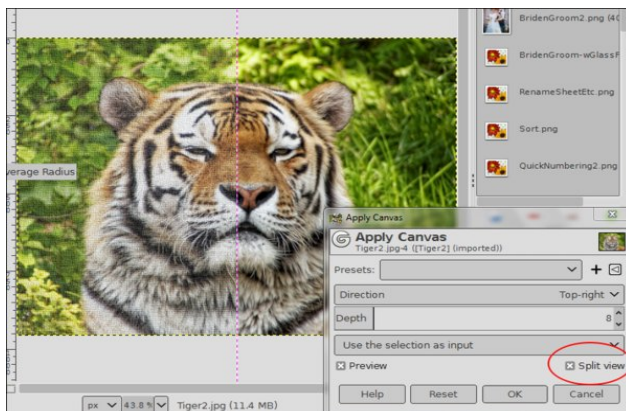 BridenGroom2.png (40
BridenGroom-wGlassF
RenameSheetEtc.png
Sort.png
QuickNumbering2.png
verage Radius
Apply Canvas
Apply Canvas
Tiger2.jpg-4 ([Tiger2] (imported))
Presets:
Direction Top-right
Depth 8
Use the selection as input
Preview Split view
Help Reset OK Cancel
px 43.8 % Tiger2.jpg (11.4 MB)